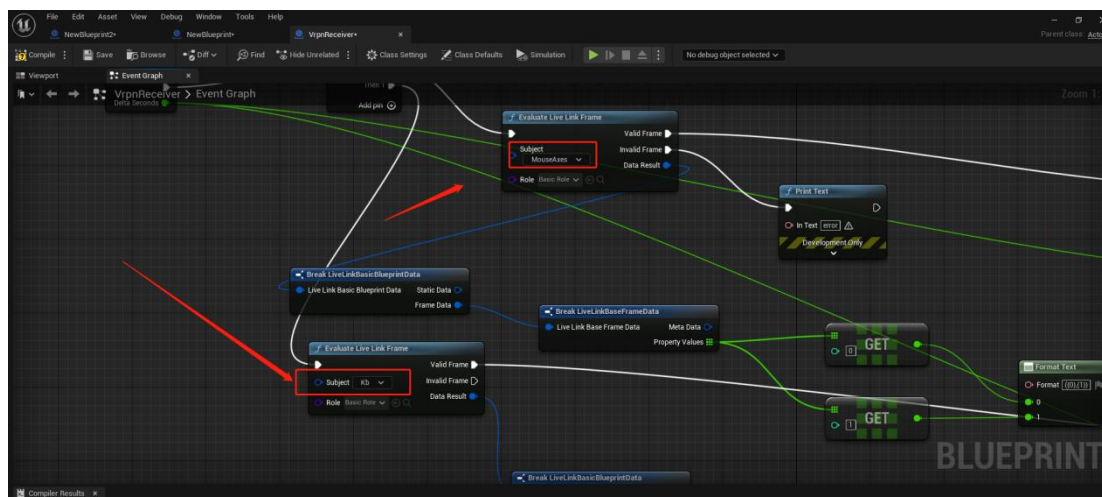 File Edit Asset View Debug Window Tools Help
NewBlueprint2• NewBlueprint• VrpnReceiver•
Parent class: Acto
Compile Save Browse Diff Find Hide Unrelated Class Settings Class Defaults Simulation No debug object selected
Viewport Event Graph
VrpnReceiver > Event Graph
Delta Seconds
Then 1
Add pin
Evaluate Live Link Frame
Valid Frame
Subject
MouseAxes
Invalid Frame
Data Result
Role Basic Role
Print Text
In Text error
Development Only
Break LiveLinkBasicBlueprintData
Live Link Basic Blueprint Data Static Data
Frame Data
Break LiveLinkBaseFrameData
Live Link Base Frame Data Meta Data
Property Values
0 GET
Evaluate Live Link Frame
Valid Frame
Subject Kb Invalid Frame
Role Basic Role Data Result
Format Text
Format {{0},{1}}
0
1
1 GET
BLUEPRINT
Break LiveLinkBasicBlueprintData
Compiler Results